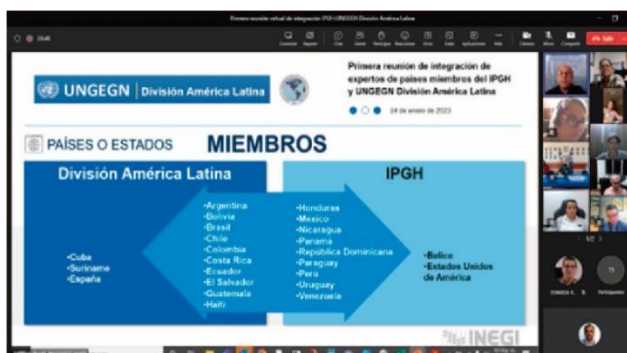 Primera reunión virtual de integración IPGH-UNGEGN División América Latina
UNGEGN | División América Latina
Primera reunión de integración de
expertos de países miembros del IPGH
y UNGEGN División América Latina
24 de enero de 2023
PAÍSES O ESTADOS
MIEMBROS
División América Latina
IPGH
•Cuba
•Suriname
•España
•Argentina
•Bolivia
•Brasil
•Chile
•Colombia
•Costa Rica
•Ecuador
•El Salvador
•Guatemala
•Haití
•Honduras
•Mexico
•Nicaragua
•Panamá
•República Dominicana
•Paraguay
•Perú
•Uruguay
•Venezuela
•Belice
•Estados Unidos
de América
INEGI